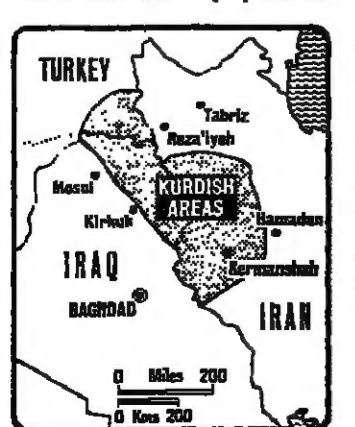 TURKEY
Tabriz
Reza'iyeh
Mosul
KURDISH
AREAS
Kirkuk
Hamadan
IRAQ
Kermanshah
BAGHDAD
IRAN
0 Miles 200
0 Kms 200